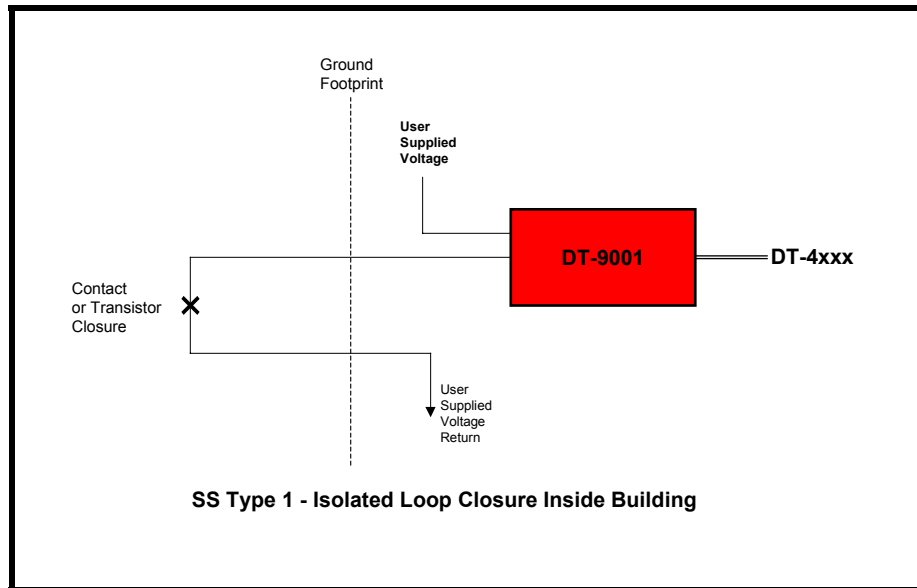 Ground
Footprint
User
Supplied
Voltage
DT-9001
DT-4xxx
Contact
or Transistor
Closure
User
Supplied
Voltage
Return
SS Type 1 - Isolated Loop Closure Inside Building